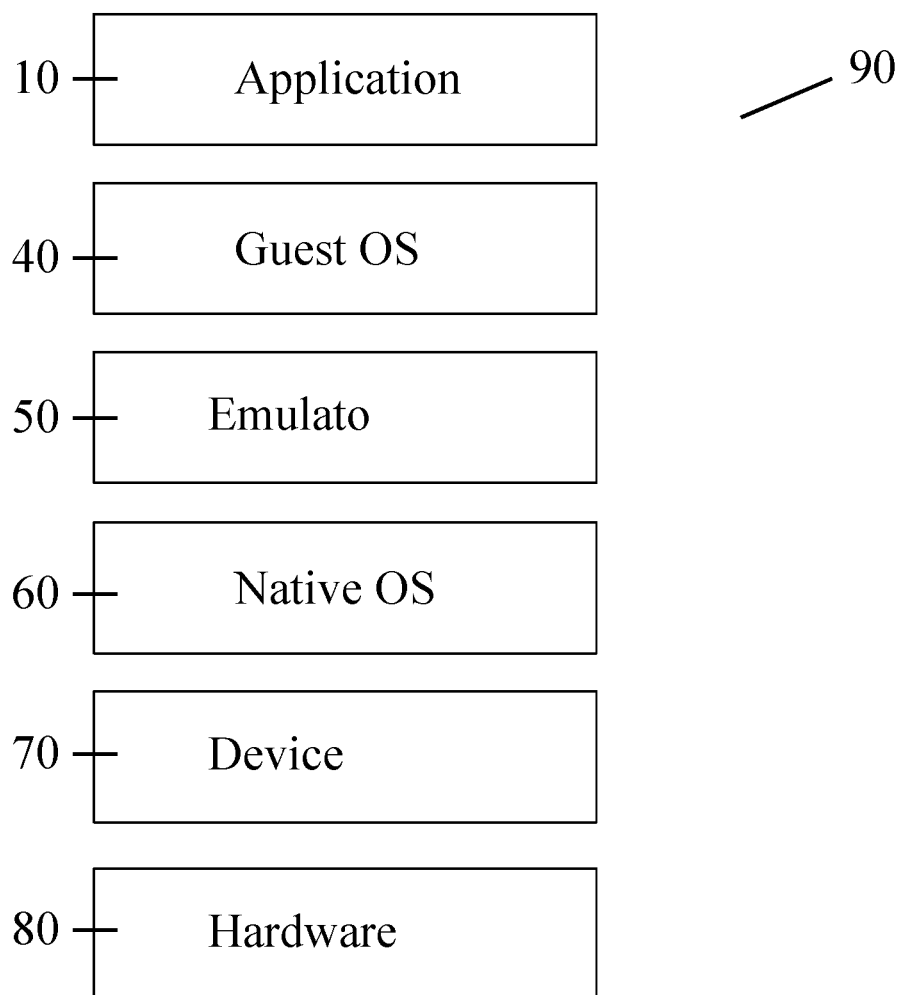 10 Application 90
40 Guest OS
50 Emulato
60 Native OS
70 Device
80 Hardware